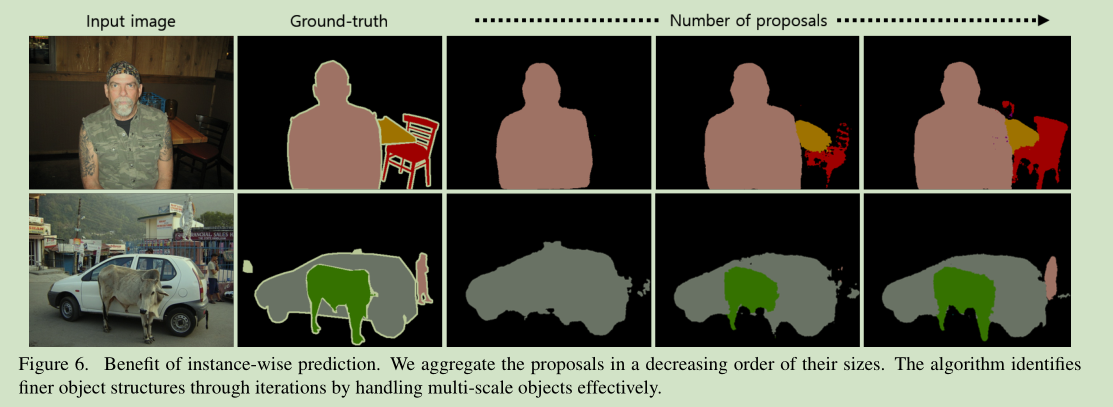 Input image Ground-truth Number of proposals
Figure 6. Benefit of instance-wise prediction. We aggregate the proposals in a decreasing order of their sizes. The algorithm identifies
finer object structures through iterations by handling multi-scale objects effectively.